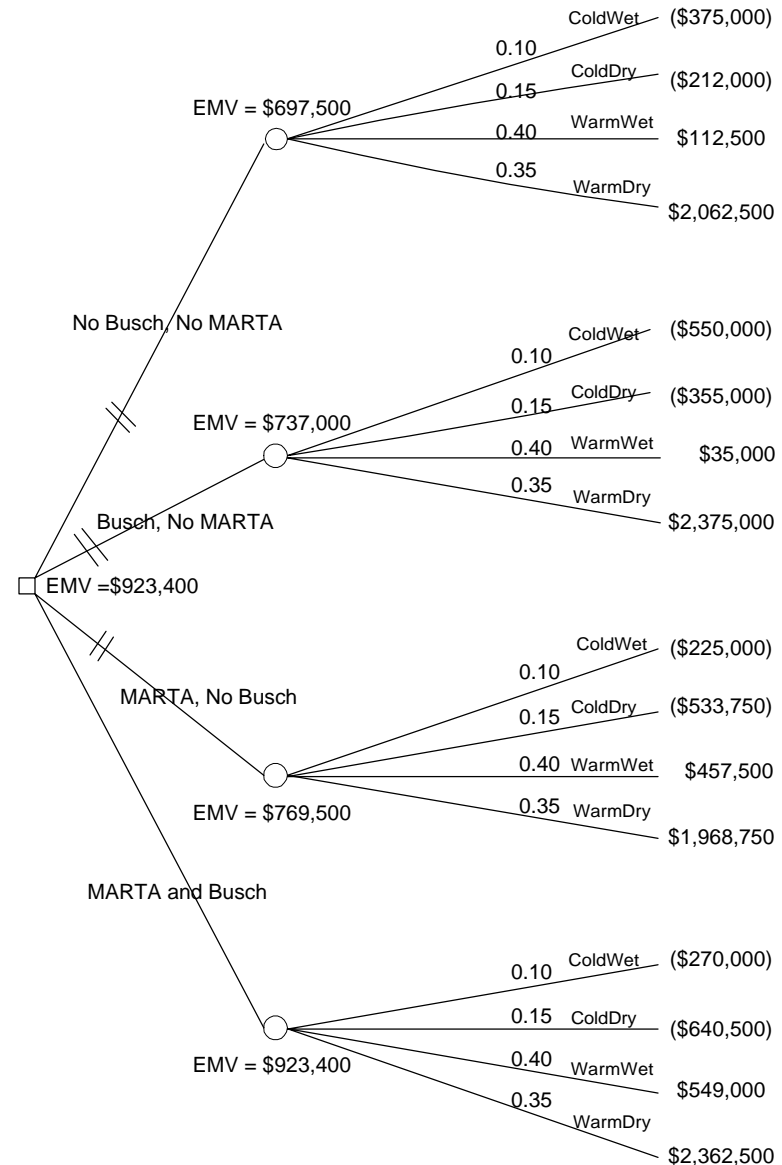 ColdWet ($375,000)
0.10
ColdDry ($212,000)
0.15
EMV = $697,500
WarmWet $112,500
0.40
0.35
WarmDry
$2,062,500
No Busch, No MARTA
ColdWet ($550,000)
0.10
ColdDry ($355,000)
0.15
EMV = $737,000
0.40 WarmWet $35,000
0.35 WarmDry
$2,375,000
Busch, No MARTA
EMV =$923,400
ColdWet ($225,000)
0.10
MARTA, No Busch
0.15 ColdDry ($533,750)
0.40 WarmWet $457,500
0.35 WarmDry
EMV = $769,500
$1,968,750
MARTA and Busch
ColdWet ($270,000)
0.10
0.15 ColdDry ($640,500)
0.40
EMV = $923,400
WarmWet $549,000
0.35
WarmDry
$2,362,500